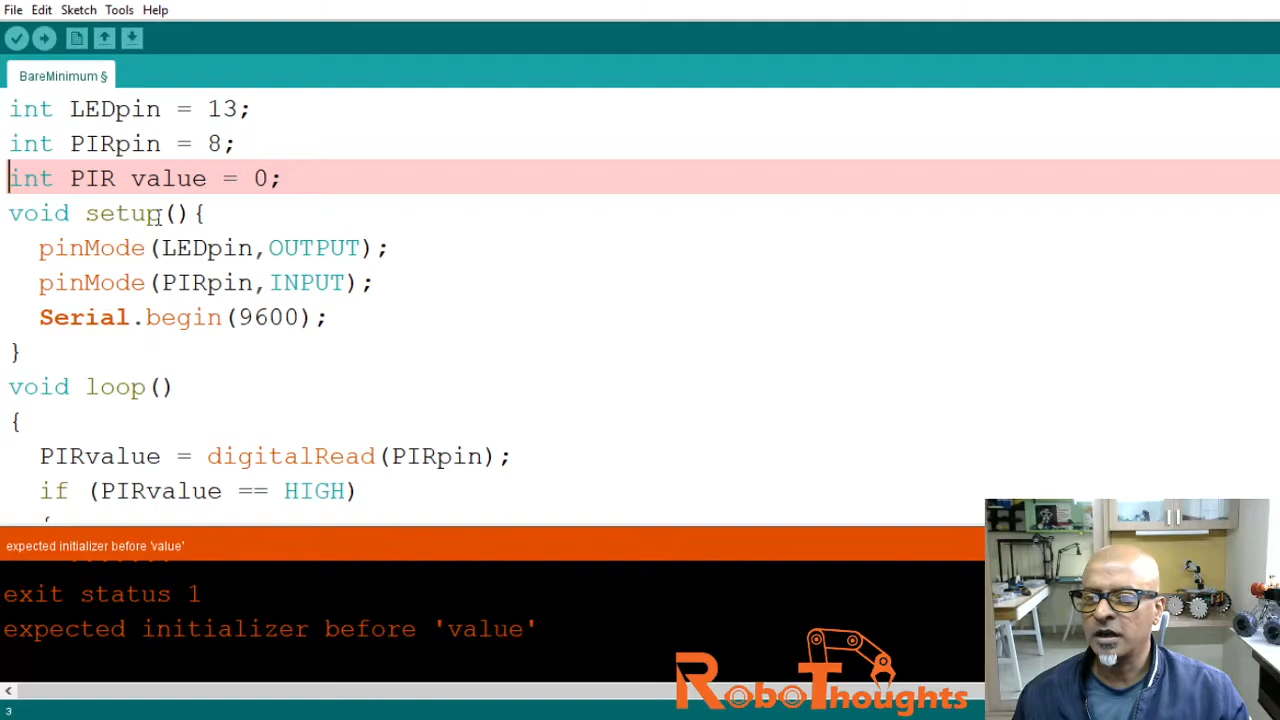 File Edit Sketch Tools Help
BareMinimum §
int LEDpin = 13;
int PIRpin = 8;
int PIR value = 0;
void setup(){
pinMode(LEDpin,OUTPUT);
pinMode(PIRpin,INPUT);
Serial.begin(9600);
}
void loop()
{
PIRvalue = digitalRead(PIRpin);
if (PIRvalue == HIGH)
{
expected initializer before 'value'
exit status 1
expected initializer before 'value'
RoboThoughts
3